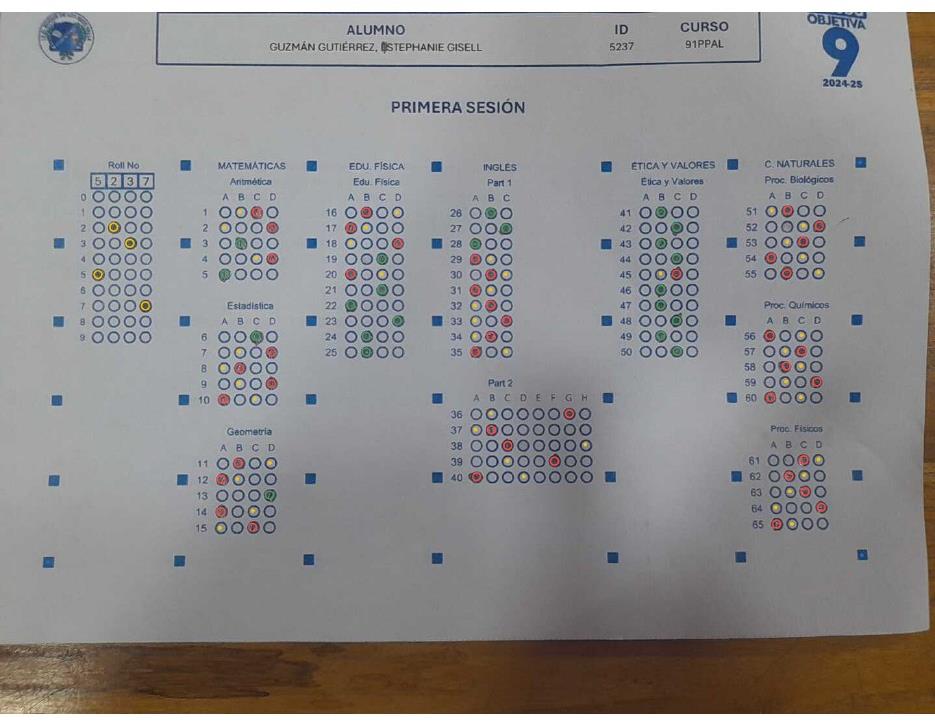 ALUMNO
GUZMÁN GUTIÉRREZ, STEPHANIE GISELL
ID
5237
CURSO
91PPAL
OBJETIVA
9
2024-25
PRIMERA SESIÓN
Roll No
5 2 3 7
0
1
2
3
4
5
6
7
8
9
MATEMÁTICAS
Aritmética
A B C D
1
2
3
4
5
Estadística
A B C D
6
7
8
9
10
Geometría
A B C D
11
12
13
14
15
EDU. FÍSICA
Edu. Física
A B C D
16
17
18
19
20
21
22
23
24
25
INGLÉS
Part 1
A B C
26
27
28
29
30
31
32
33
34
35
Part 2
A B C D E F G H
36
37
38
39
40
ÉTICA Y VALORES
Ética y Valores
A B C D
41
42
43
44
45
46
47
48
49
50
C. NATURALES
Proc. Biológicos
A B C D
51
52
53
54
55
Proc. Químicos
A B C D
56
57
58
59
60
Proc. Físicos
A B C D
61
62
63
64
65